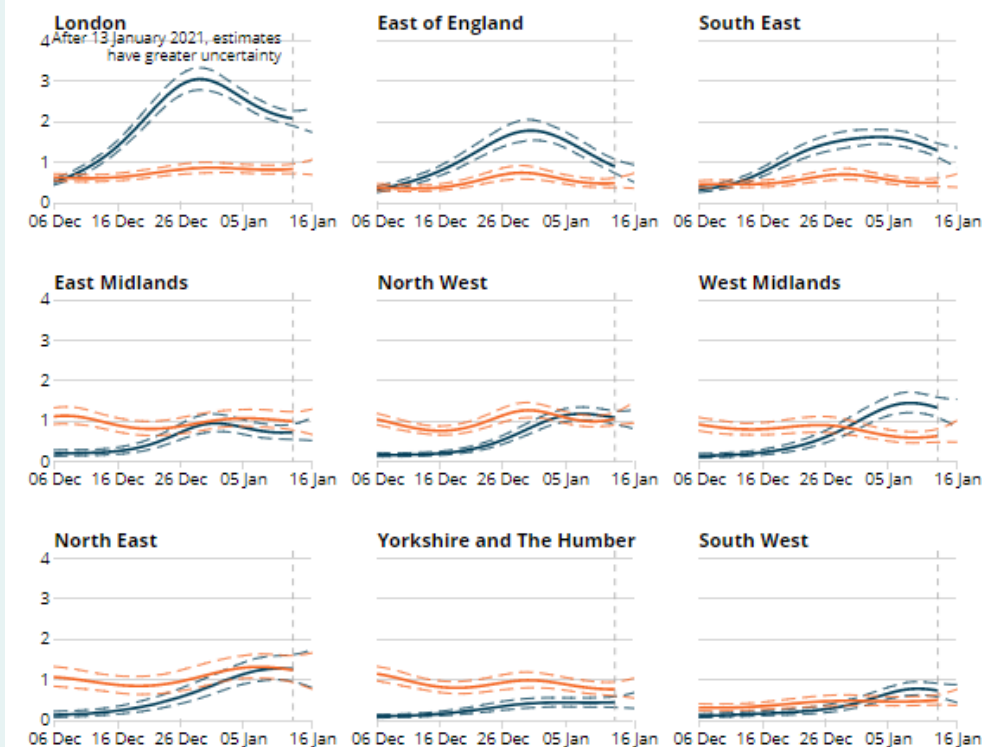 London East of England South East
4 After 13 January 2021, estimates
have greater uncertainty
3
2
1
0
06 Dec 16 Dec 26 Dec 05 Jan 16 Jan 06 Dec 16 Dec 26 Dec 05 Jan 16 Jan 06 Dec 16 Dec 26 Dec 05 Jan 16 Jan
East Midlands North West West Midlands
4
3
2
1
0
06 Dec 16 Dec 26 Dec 05 Jan 16 Jan 06 Dec 16 Dec 26 Dec 05 Jan 16 Jan 06 Dec 16 Dec 26 Dec 05 Jan 16 Jan
North East Yorkshire and The Humber South West
4
3
2
1
0
06 Dec 16 Dec 26 Dec 05 Jan 16 Jan 06 Dec 16 Dec 26 Dec 05 Jan 16 Jan 06 Dec 16 Dec 26 Dec 05 Jan 16 Jan